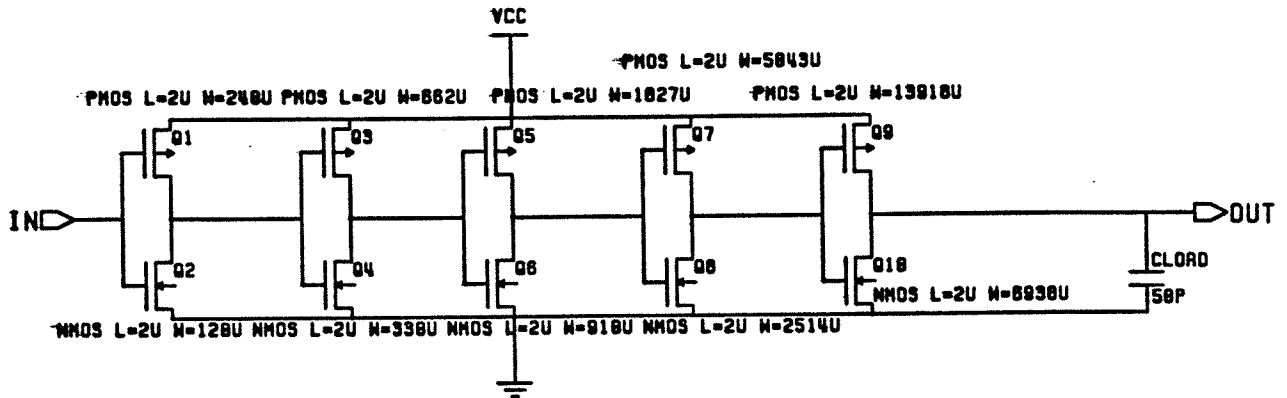 VCC
PMOS L=2U W=5043U
PMOS L=2U W=240U PMOS L=2U W=662U PMOS L=2U W=1827U PMOS L=2U W=13918U
Q1 Q3 Q5 Q7 Q9
IN OUT
Q2 Q4 Q6 Q8 Q10 CLOAD
NMOS L=2U W=6938U 50P
NMOS L=2U W=120U NMOS L=2U W=330U NMOS L=2U W=910U NMOS L=2U W=2514U